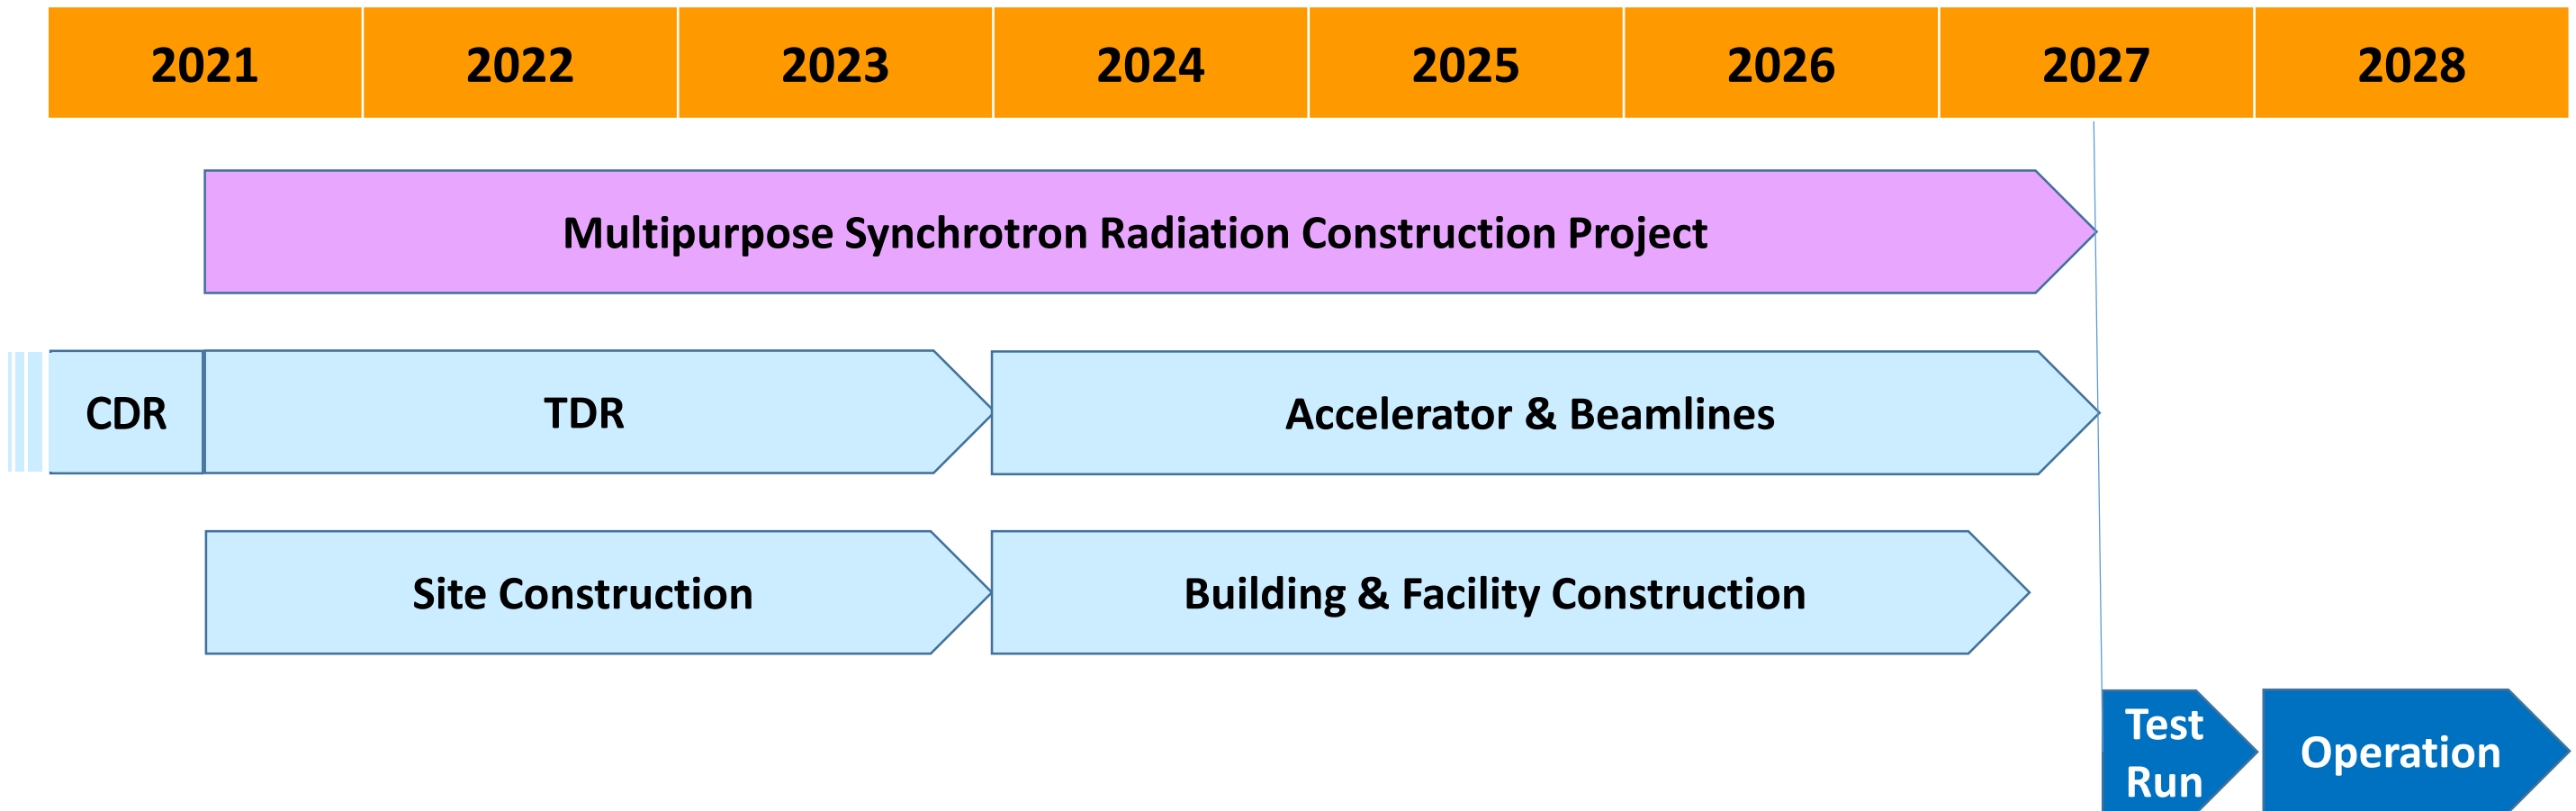 2021 2022 2023 2024 2025 2026 2027 2028
Multipurpose Synchrotron Radiation Construction Project
CDR TDR Accelerator & Beamlines
Site Construction Building & Facility Construction
Test
Run
Operation